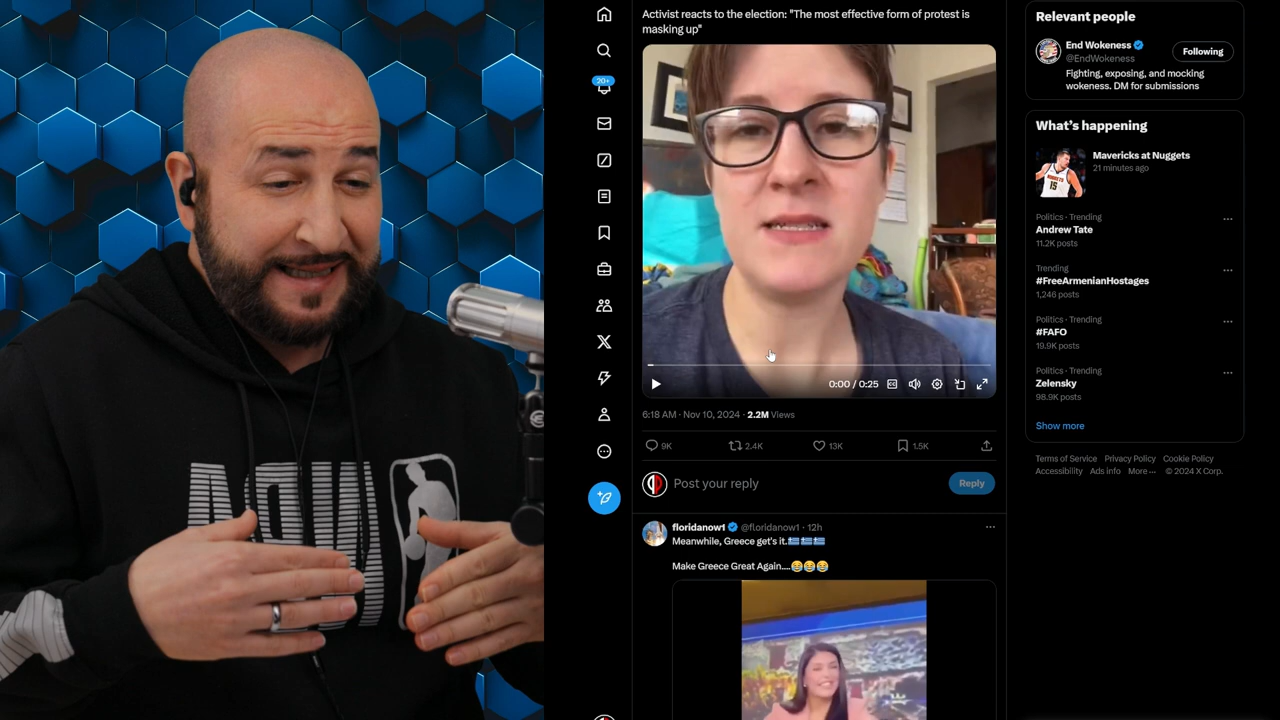 Activist reacts to the election: "The most effective form of protest is
masking up"
20+
0:00 / 0:25
6:18 AM · Nov 10, 2024 · 2.2M Views
9K
2.4K
13K
1.5K
Post your reply
Reply
floridanow1 @floridanow1 · 12h
Meanwhile, Greece get's it.🇬🇷🇬🇷🇬🇷
Make Greece Great Again....😂😂😂
Relevant people
End Wokeness
@EndWokeness
Following
Fighting, exposing, and mocking
wokeness. DM for submissions
What's happening
Mavericks at Nuggets
21 minutes ago
Politics · Trending
Andrew Tate
11.2K posts
Trending
#FreeArmenianHostages
1,246 posts
Politics · Trending
#FAFO
19.9K posts
Politics · Trending
Zelensky
98.9K posts
Show more
Terms of Service Privacy Policy Cookie Policy
Accessibility Ads info More ... © 2024 X Corp.